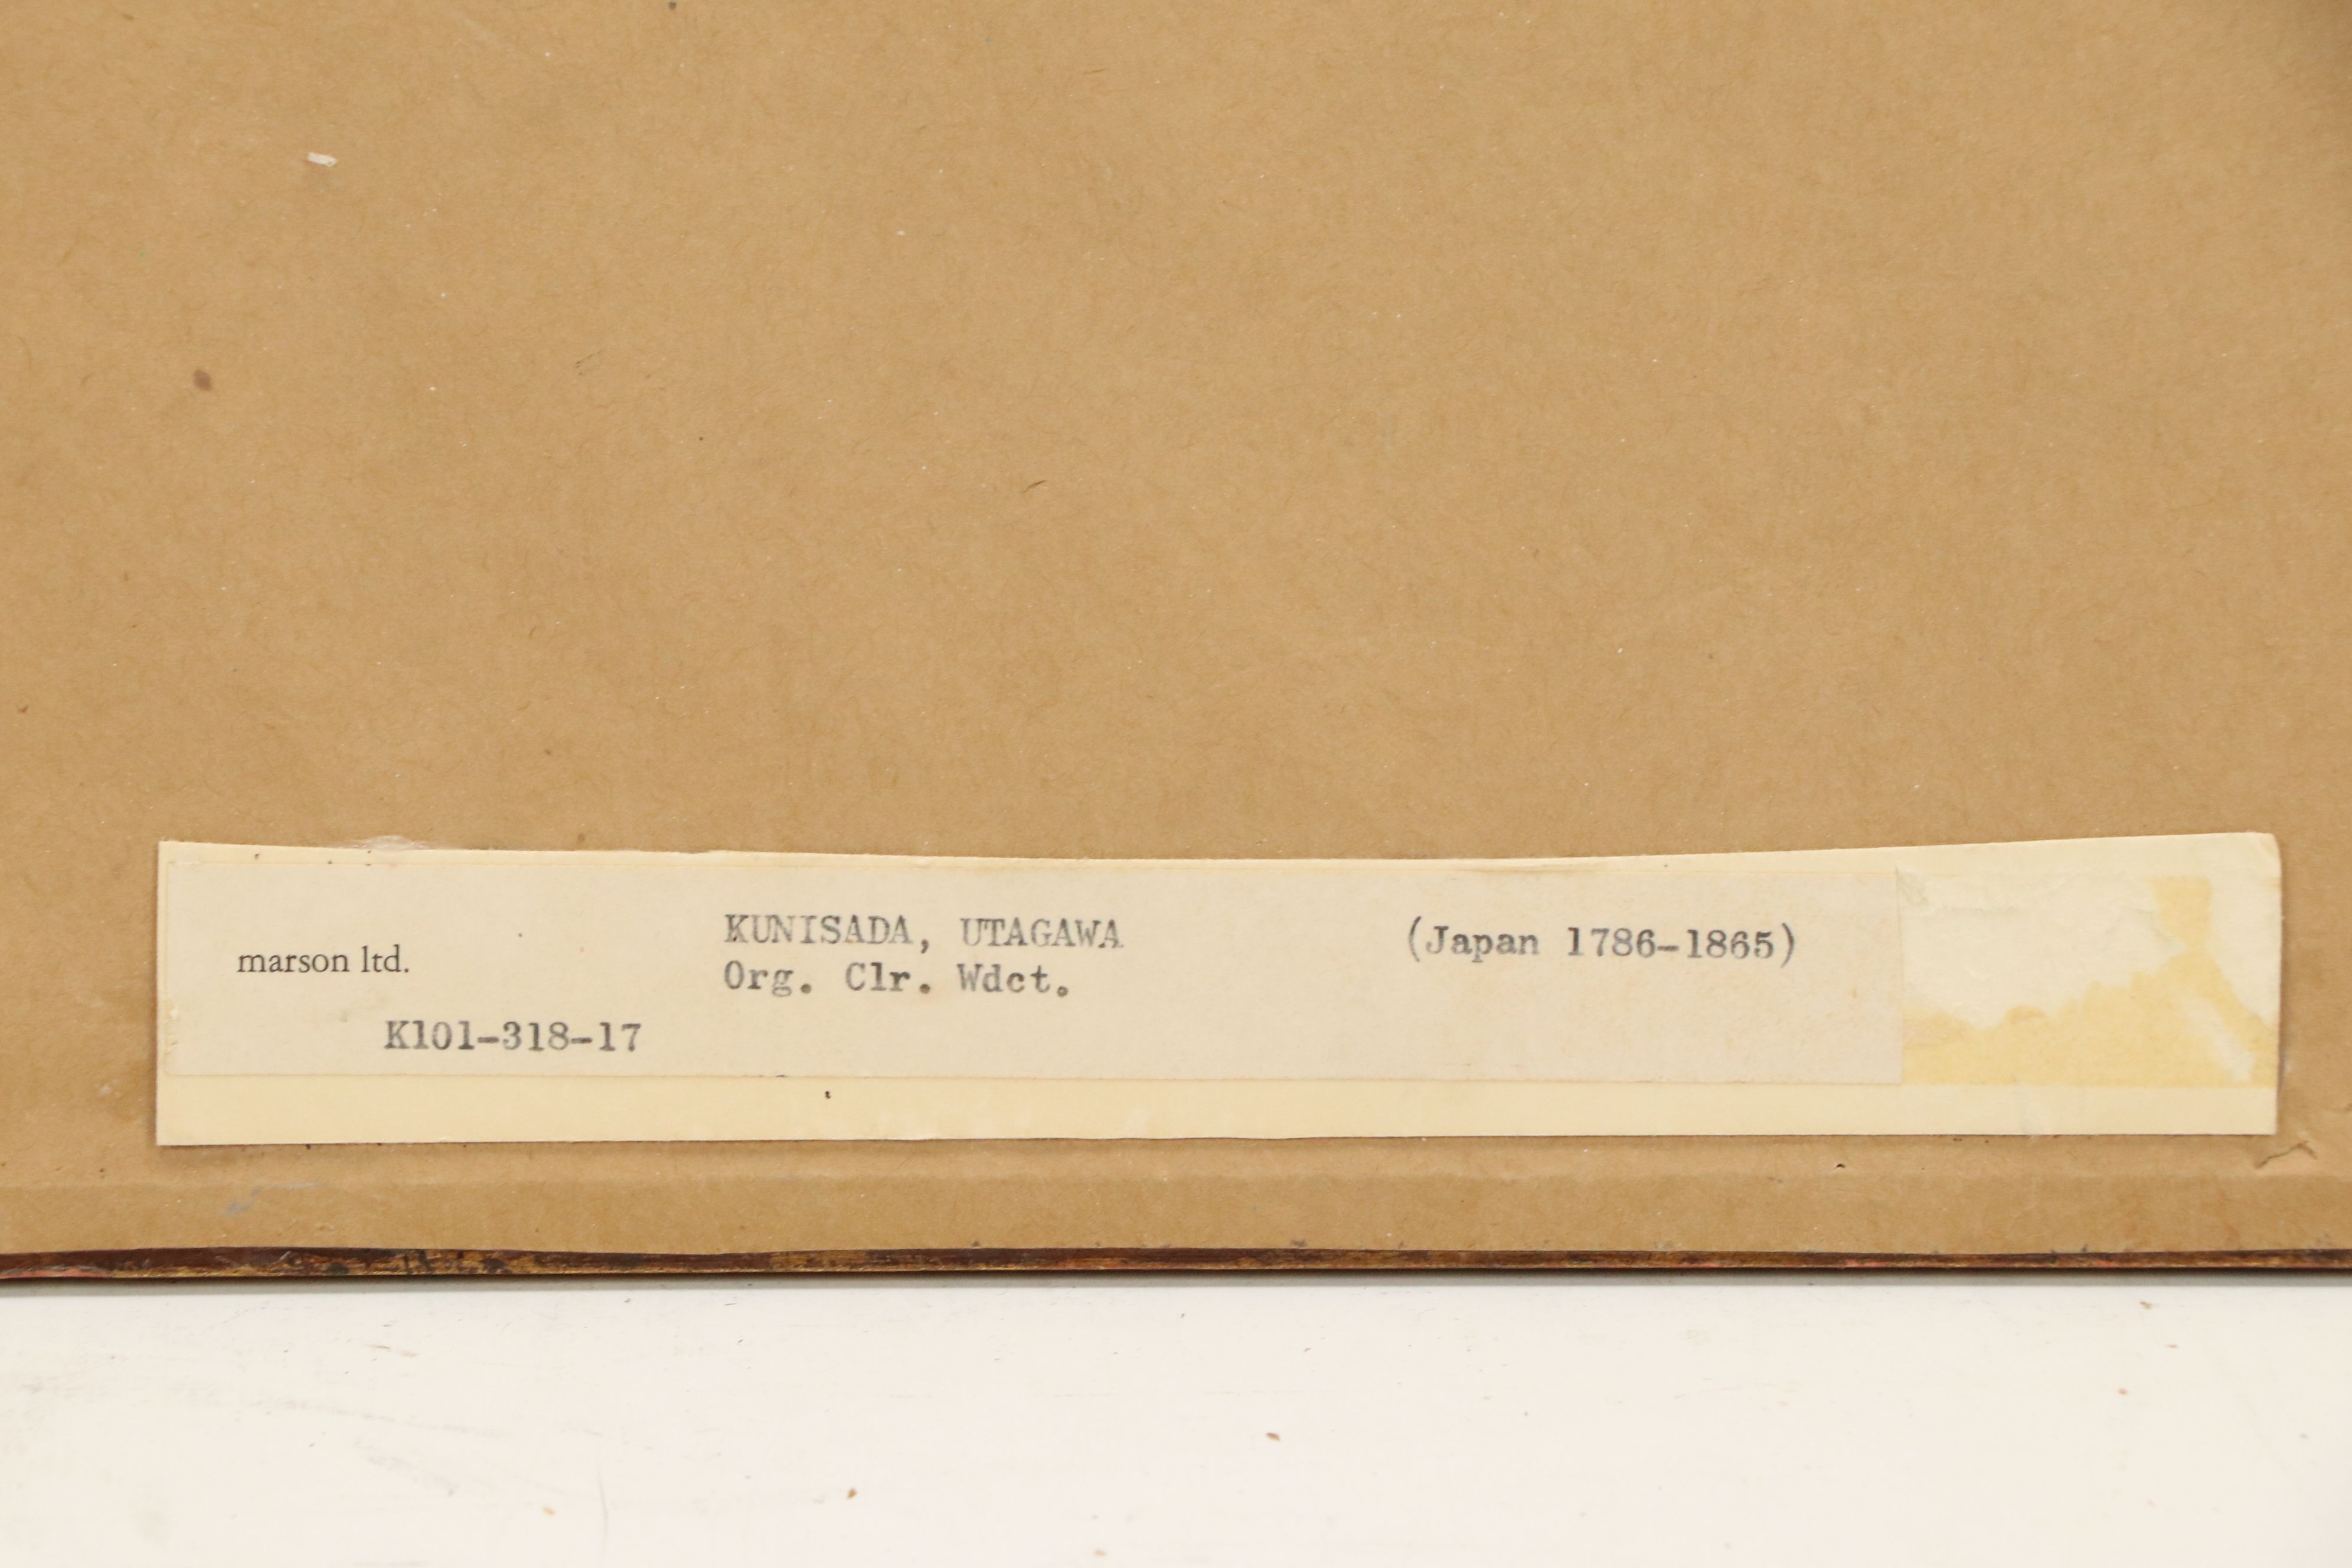 KUNISADA, UTAGAWA (Japan 1786-1865)
marson ltd.
Org. Clr. Wdct.
K101-318-17